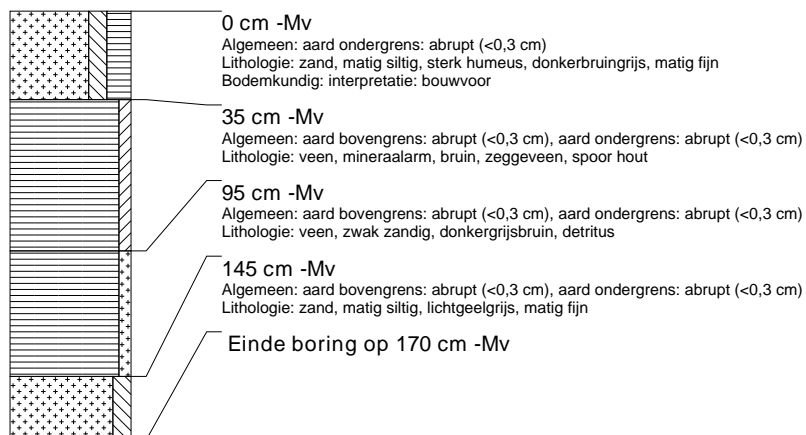 0 cm -Mv
Algemeen: aard ondergrens: abrupt (<0,3 cm)
Lithologie: zand, matig siltig, sterk humeus, donkerbruingrijs, matig fijn
Bodemkundig: interpretatie: bouwvoor
35 cm -Mv
Algemeen: aard bovengrens: abrupt (<0,3 cm), aard ondergrens: abrupt (<0,3 cm)
Lithologie: veen, mineraalarm, bruin, zeggeveen, spoor hout
95 cm -Mv
Algemeen: aard bovengrens: abrupt (<0,3 cm), aard ondergrens: abrupt (<0,3 cm)
Lithologie: veen, zwak zandig, donkergrijsbruin, detritus
145 cm -Mv
Algemeen: aard bovengrens: abrupt (<0,3 cm), aard ondergrens: abrupt (<0,3 cm)
Lithologie: zand, matig siltig, lichtgeelgrijs, matig fijn
Einde boring op 170 cm -Mv